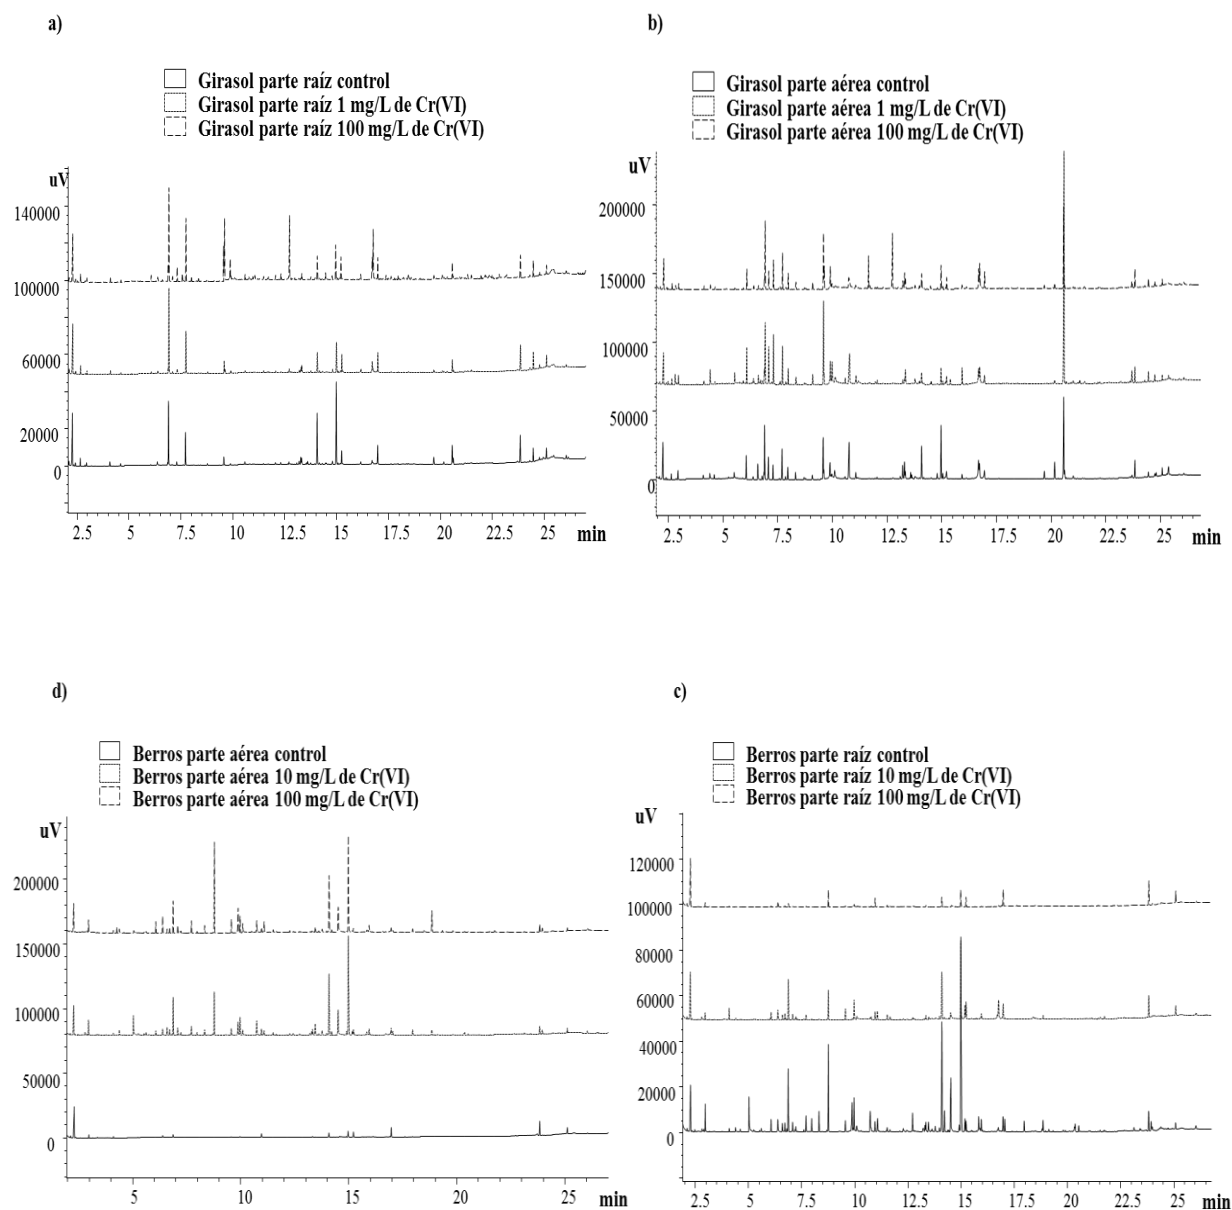 a)
Girasol parte raíz control
Girasol parte raíz 1 mg/L de Cr(VI)
Girasol parte raíz 100 mg/L de Cr(VI)
uV
140000
100000
60000
20000
0
2.5 5 7.5 10 12.5 15 17.5 20 22.5 25 min
b)
Girasol parte aérea control
Girasol parte aérea 1 mg/L de Cr(VI)
Girasol parte aérea 100 mg/L de Cr(VI)
uV
200000
150000
100000
50000
0
2.5 5 7.5 10 12.5 15 17.5 20 22.5 25 min
d)
Berros parte aérea control
Berros parte aérea 10 mg/L de Cr(VI)
Berros parte aérea 100 mg/L de Cr(VI)
uV
200000
150000
100000
50000
0
5 10 15 20 25 min
c)
Berros parte raíz control
Berros parte raíz 10 mg/L de Cr(VI)
Berros parte raíz 100 mg/L de Cr(VI)
uV
120000
100000
80000
60000
40000
20000
0
2.5 5 7.5 10 12.5 15 17.5 20 22.5 25 min